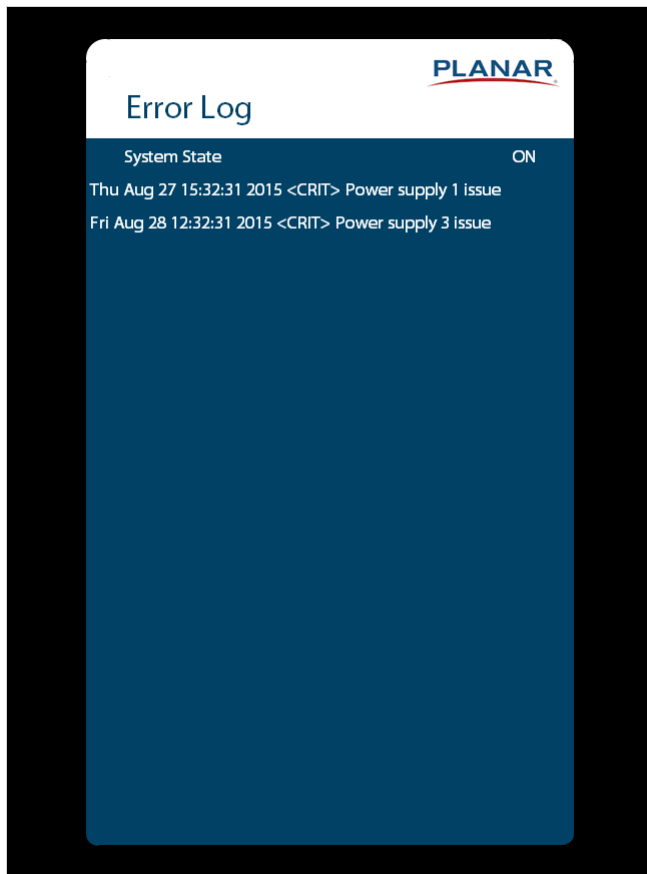 PLANAR
Error Log
System State ON
Thu Aug 27 15:32:31 2015 <CRIT> Power supply 1 issue
Fri Aug 28 12:32:31 2015 <CRIT> Power supply 3 issue